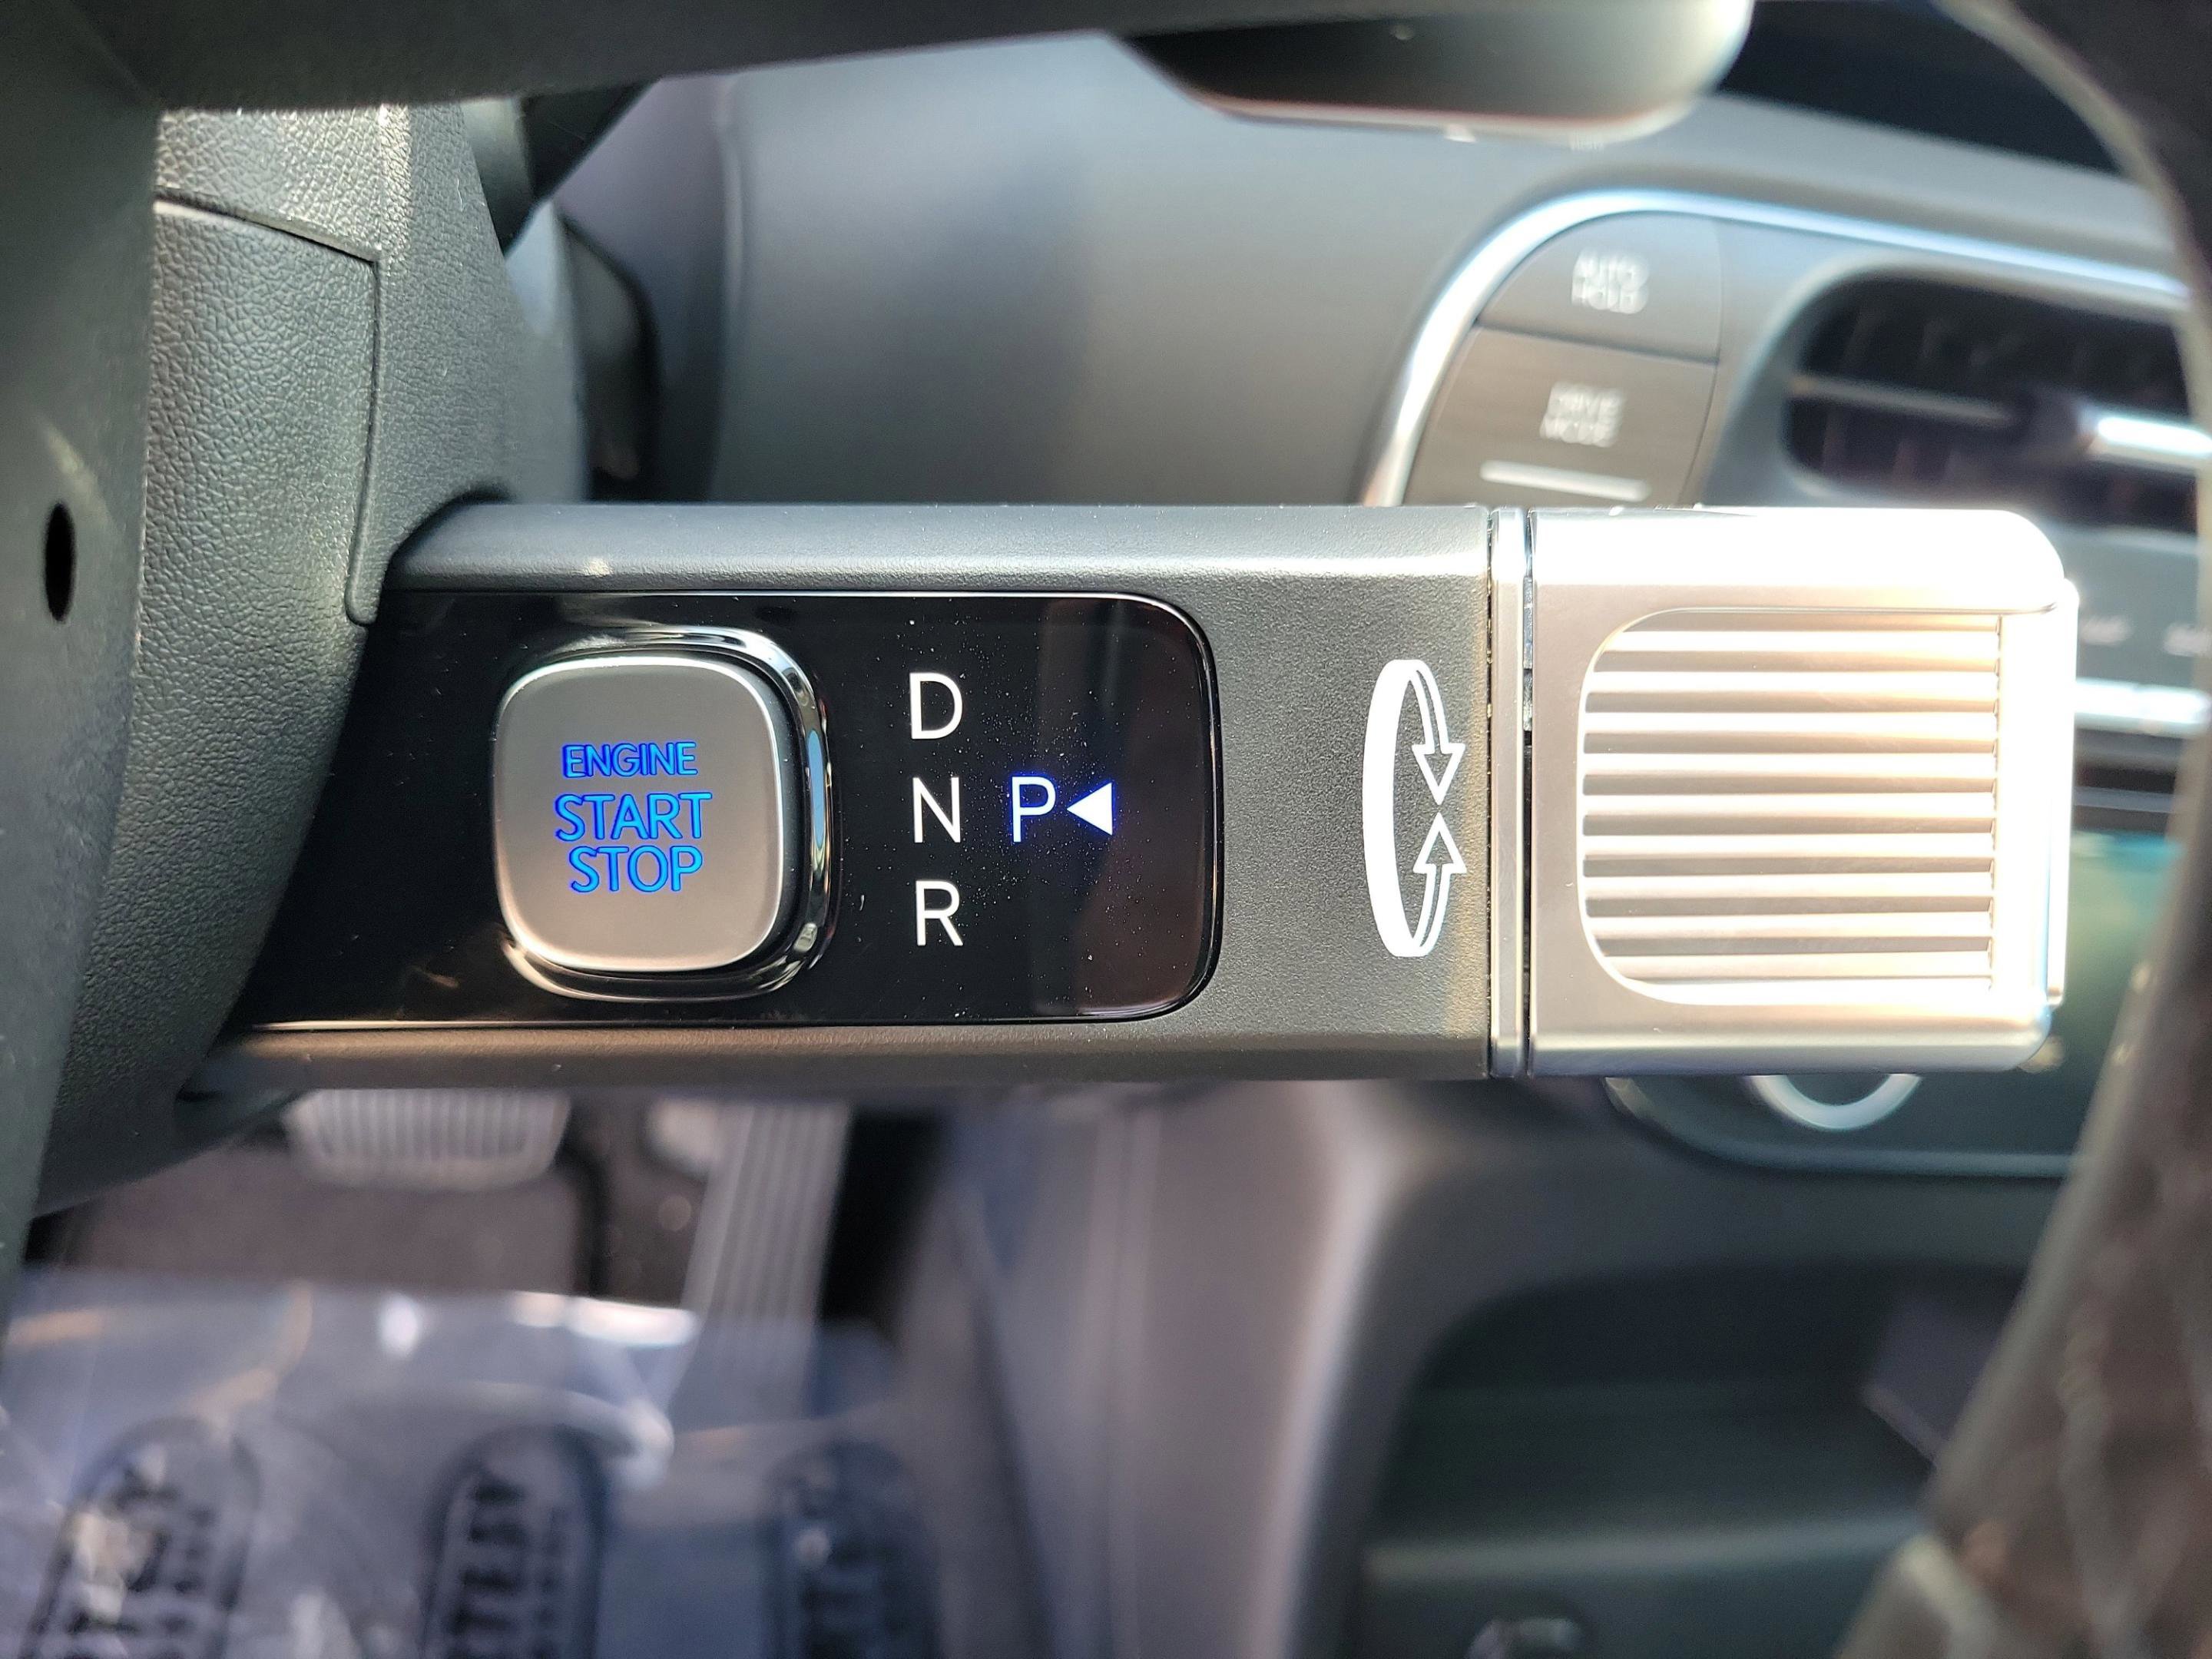 AUTO
HOLD
DRIVE
MODE
ENGINE
START
STOP
D
N P
R